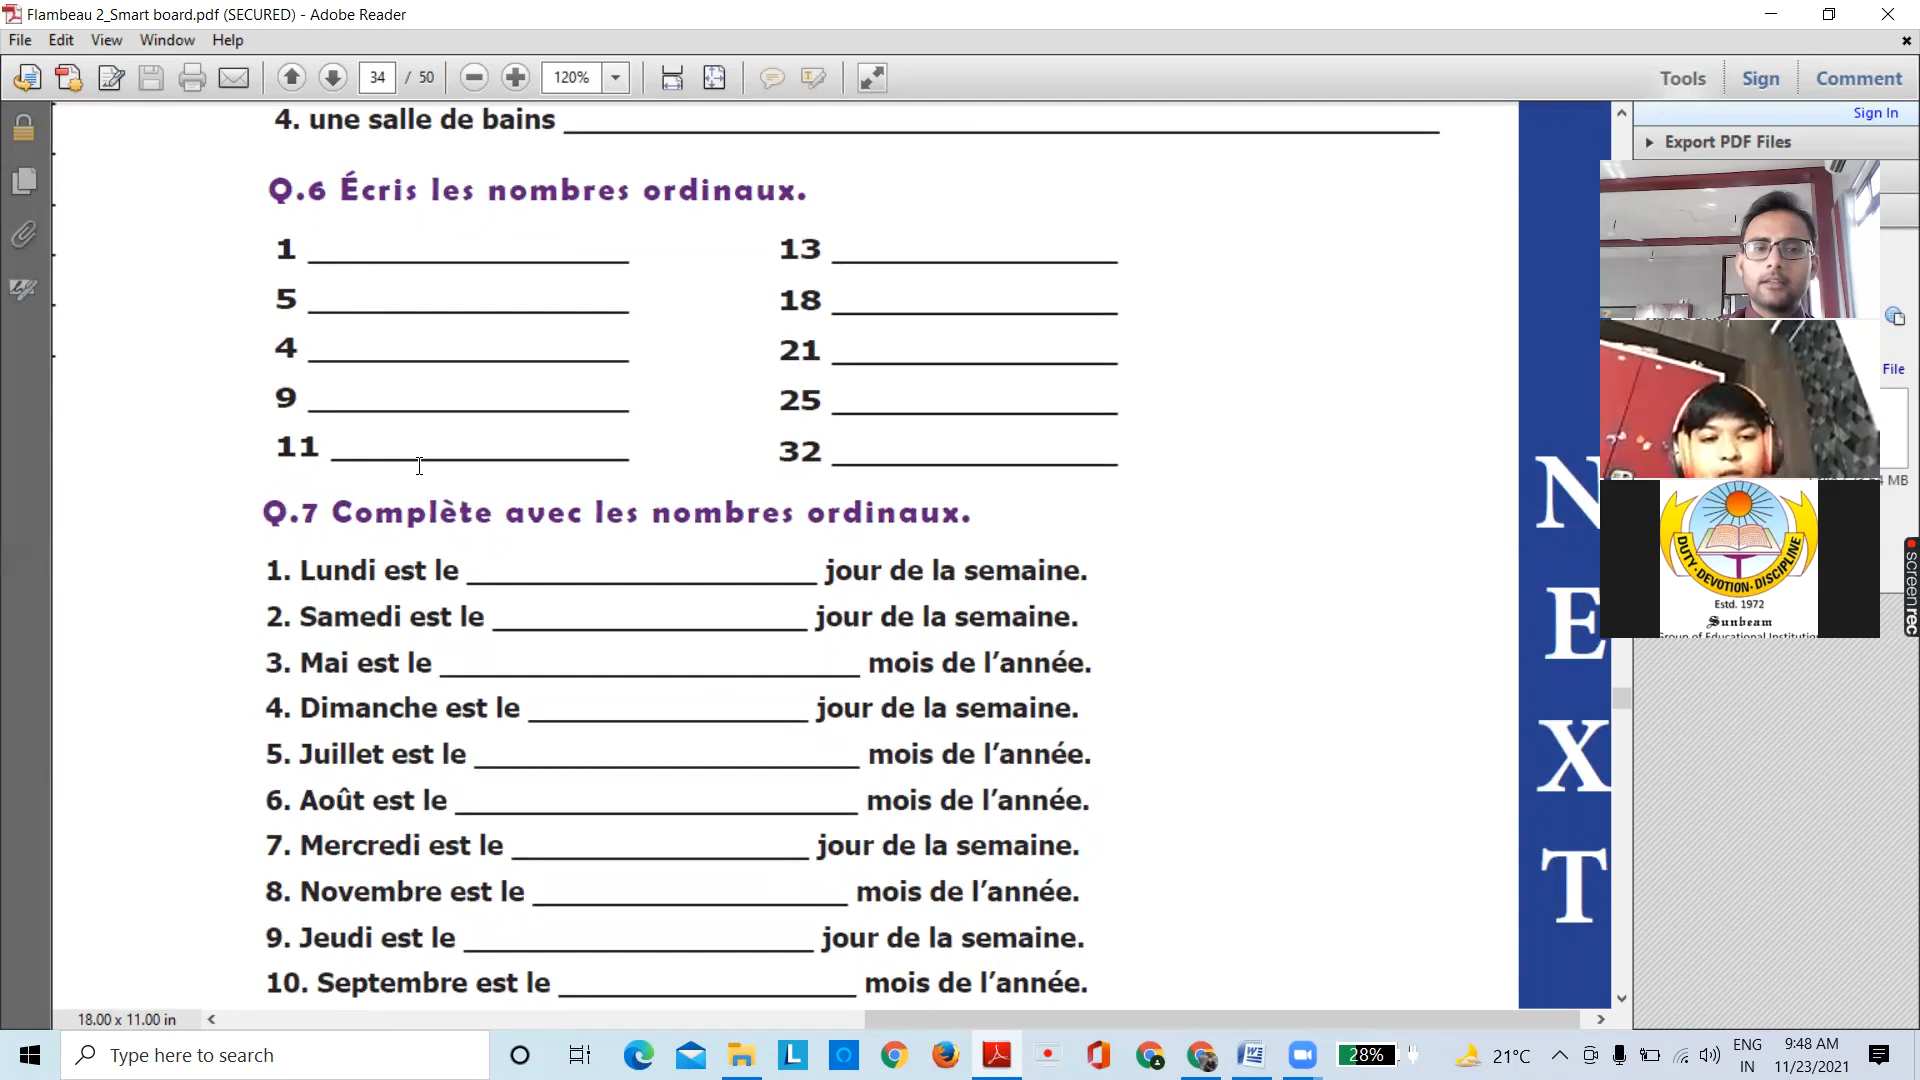 Flambeau 2_Smart board.pdf (SECURED) - Adobe Reader
File Edit View Window Help
34 / 50 120% Tools Sign Comment
Sign In
Export PDF Files
4. une salle de bains
Q.6 Écris les nombres ordinaux.
1 13
5 18
4 21
9 25
11 32
Q.7 Complète avec les nombres ordinaux.
1. Lundi est le jour de la semaine.
2. Samedi est le jour de la semaine.
3. Mai est le mois de l'année.
4. Dimanche est le jour de la semaine.
5. Juillet est le mois de l'année.
6. Août est le mois de l'année.
7. Mercredi est le jour de la semaine.
8. Novembre est le mois de l'année.
9. Jeudi est le jour de la semaine.
10. Septembre est le mois de l'année.
NEXT
File
MB
DUTY·DEVOTION·DISCIPLINE
Estd. 1972
Sunbeam
Group of Educational Institutio
screenrec
18.00 x 11.00 in
Type here to search
28% 21°C ENG 9:48 AM
IN 11/23/2021